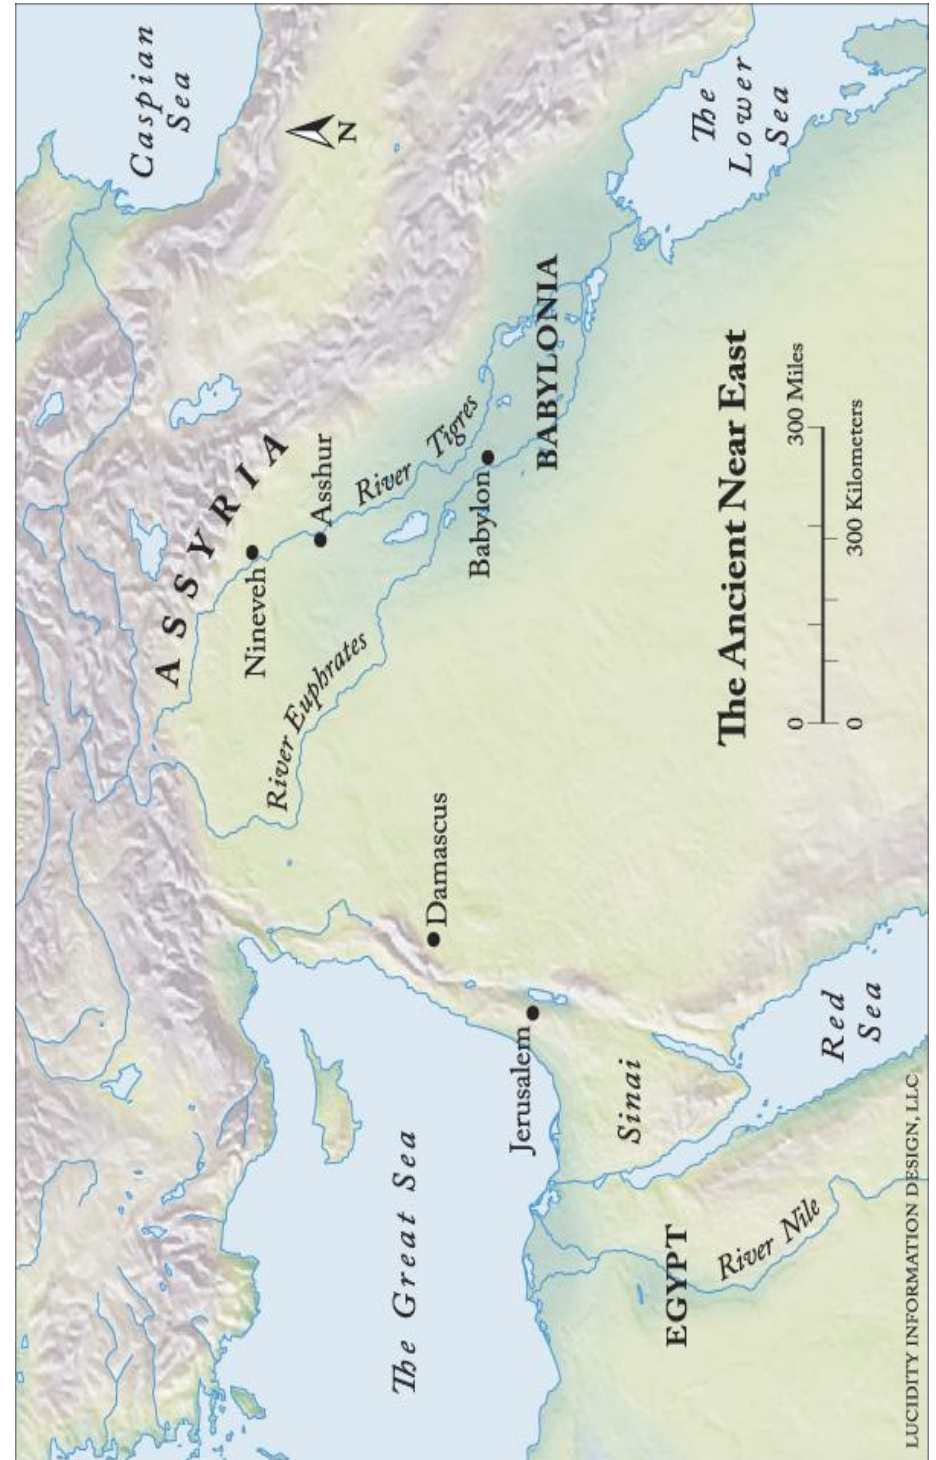 Caspian
Sea
N
ASSYRIA
Nineveh
Asshur
River Tigres
River Euphrates
Babylon
BABYLONIA
The
Lower
Sea
Damascus
Jerusalem
The Great Sea
Sinai
Red
Sea
EGYPT
River Nile
The Ancient Near East
0 300 Miles
0 300 Kilometers
LUCIDITY INFORMATION DESIGN, LLC